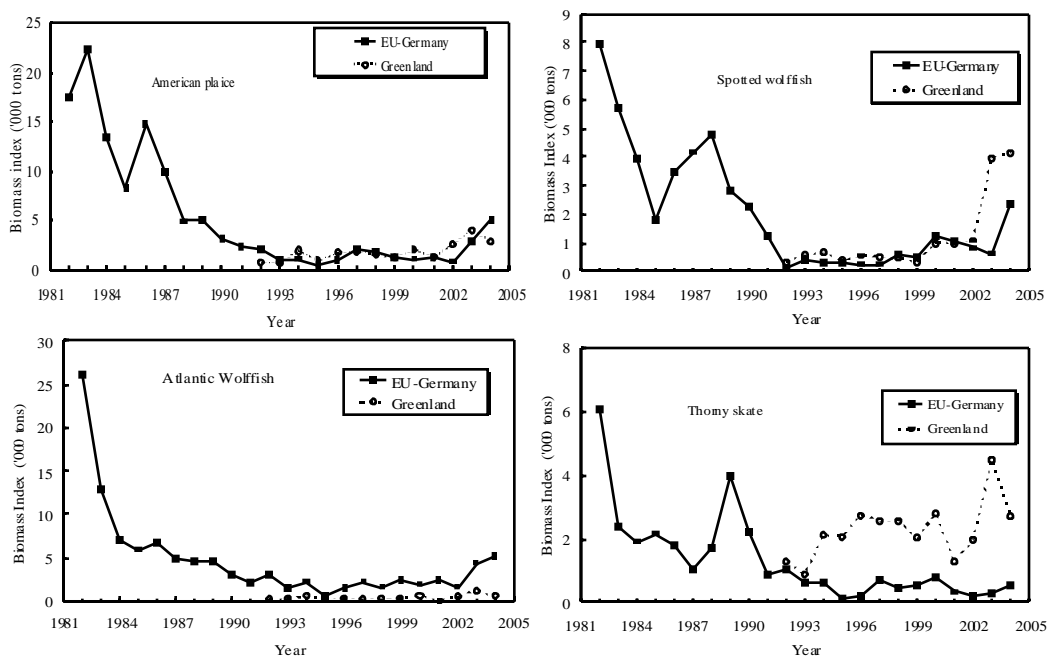 25
20
15
10
5
0
Biomass index ('000 tons)
American plaice
EU-Germany
Greenland
1981 1984 1987 1990 1993 1996 1999 2002 2005
Year
9
8
7
6
5
4
3
2
1
0
Biomass Index ('000 tons)
Spotted wolffish
EU-Germany
Greenland
1981 1984 1987 1990 1993 1996 1999 2002 2005
Year
30
25
20
15
10
5
0
Biomass Index ('000 tons)
Atlantic Wolffish
EU-Germany
Greenland
1981 1984 1987 1990 1993 1996 1999 2002 2005
Year
8
6
4
2
0
Biomass Index ('000 tons)
Thorny skate
EU-Germany
Greenland
1981 1984 1987 1990 1993 1996 1999 2002 2005
Year